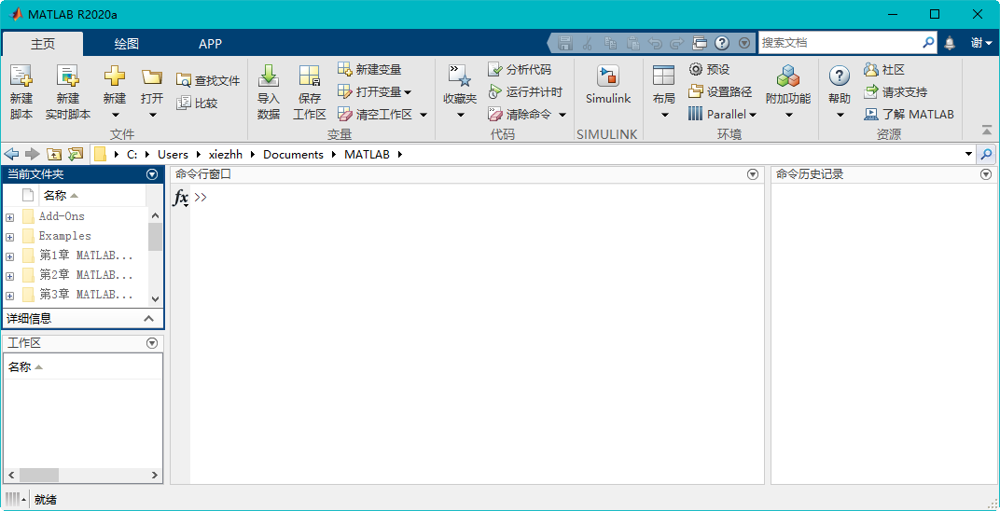 MATLAB R2020a
主页 绘图 APP 搜索文档 谢
新建脚本
新建实时脚本
新建
打开
查找文件
比较
文件
导入数据
保存工作区
新建变量
打开变量
清空工作区
变量
收藏夹
分析代码
运行并计时
清除命令
代码
Simulink
SIMULINK
布局
预设
设置路径
Parallel
附加功能
环境
帮助
社区
请求支持
了解 MATLAB
资源
C: Users xiezhh Documents MATLAB
当前文件夹
名称
Add-Ons
Examples
第1章 MATLAB...
第2章 MATLAB...
第3章 MATLAB...
详细信息
工作区
名称
命令行窗口
fx >>
命令历史记录
就绪